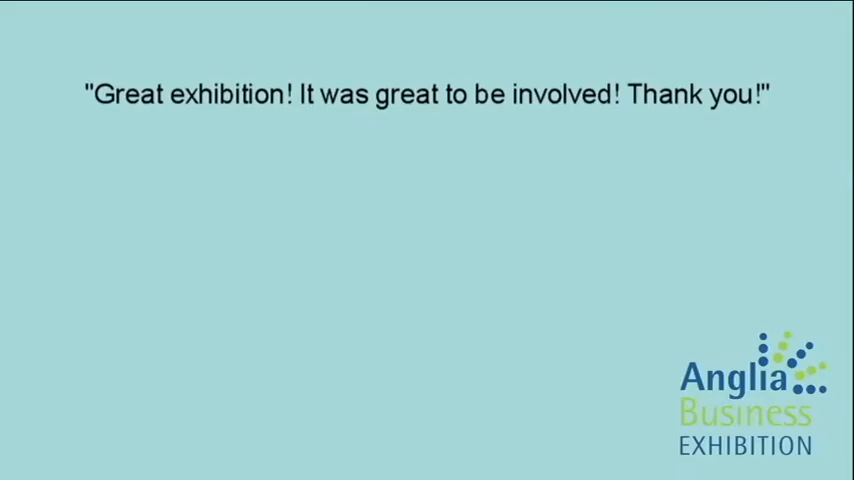 "Great exhibition! It was great to be involved! Thank you!"
Anglia
Business
EXHIBITION